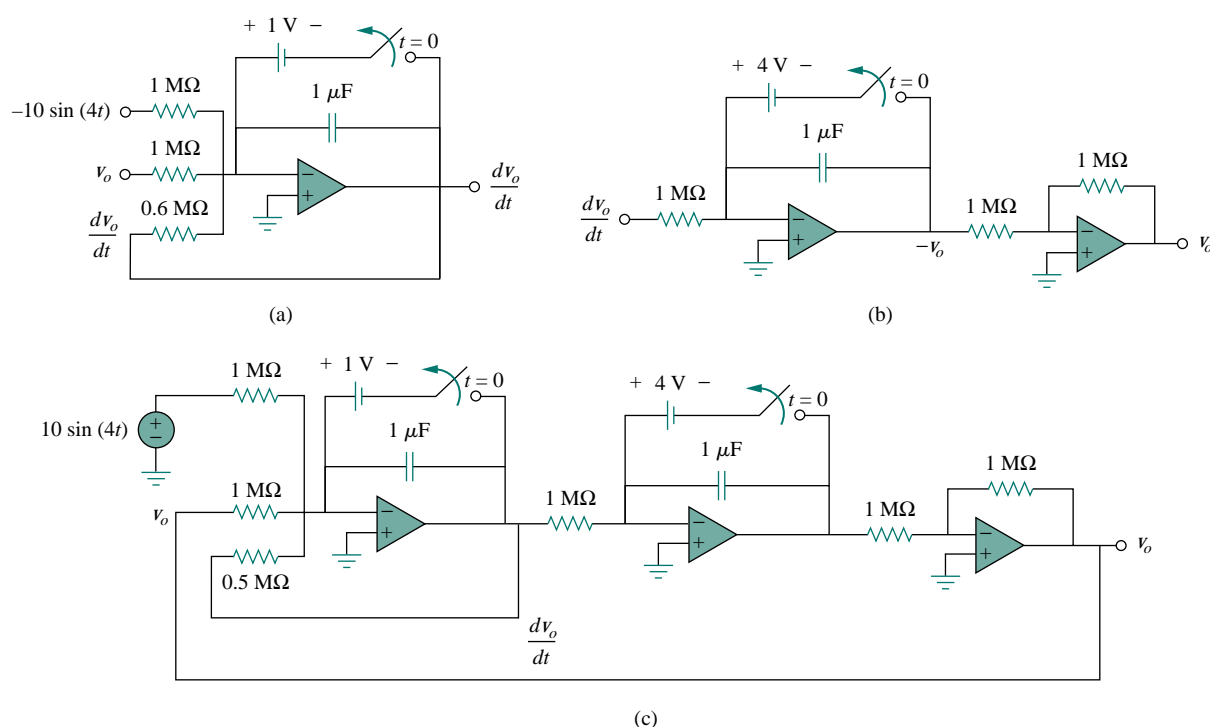 + 1 V −
t = 0
1 MΩ
1 μF
−10 sin (4t)
1 MΩ
v_o
−
+
dv_o/dt
0.6 MΩ
dv_o/dt
(a)
+ 4 V −
t = 0
1 μF
1 MΩ
1 MΩ
dv_o/dt
−
+
1 MΩ
−v_o
−
+
v_o
(b)
1 MΩ
+ 1 V −
t = 0
+ 4 V −
t = 0
10 sin (4t)
+
−
1 μF
1 μF
1 MΩ
1 MΩ
1 MΩ
1 MΩ
v_o
−
+
−
+
−
+
v_o
0.5 MΩ
dv_o/dt
(c)